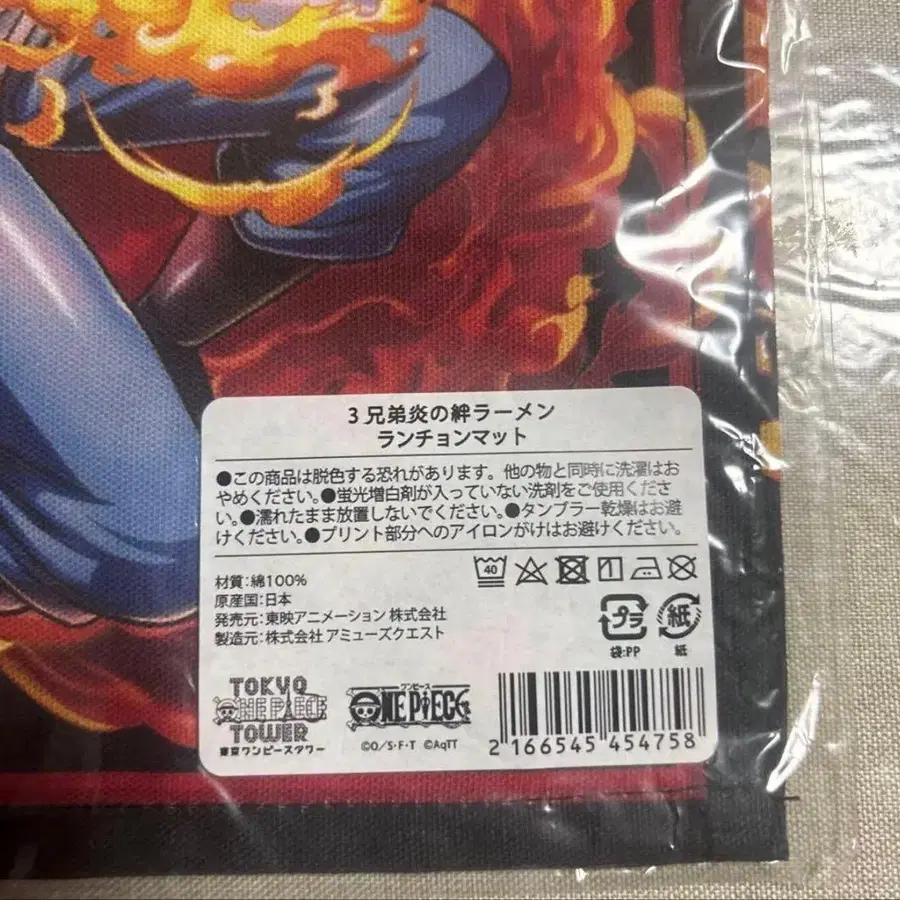 3兄弟炎の絆ラーメン
ランチョンマット
●この商品は脱色する恐れがあります。他の物と同時に洗濯はお
やめください。●蛍光増白剤が入っていない洗剤をご使用くださ
い。●濡れたまま放置しないでください。●タンブラー乾燥はお避
けください。●プリント部分へのアイロンがけはお避けください。
40
材質:綿100%
原産国:日本
発売元:東映アニメーション 株式会社
製造元:株式会社 アミューズクエスト
プラ
紙
袋:PP
紙
TOKYO
ONE PIECE
TOWER
東京ワンピースタワー
ワンピース
ONE PIECE
©O/S・F・T ©AqTT
2 166545 454758